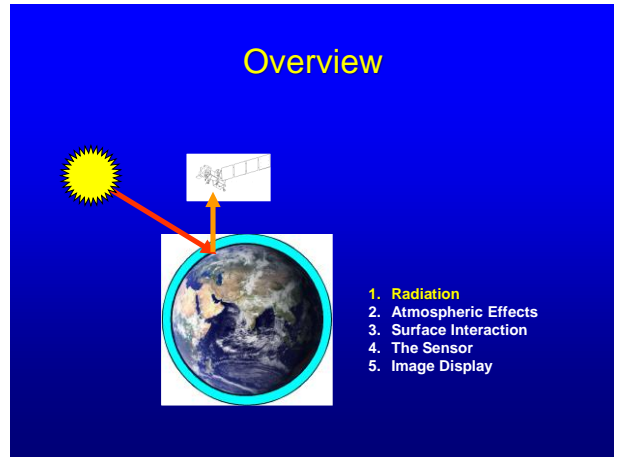 Overview
1. Radiation
2. Atmospheric Effects
3. Surface Interaction
4. The Sensor
5. Image Display